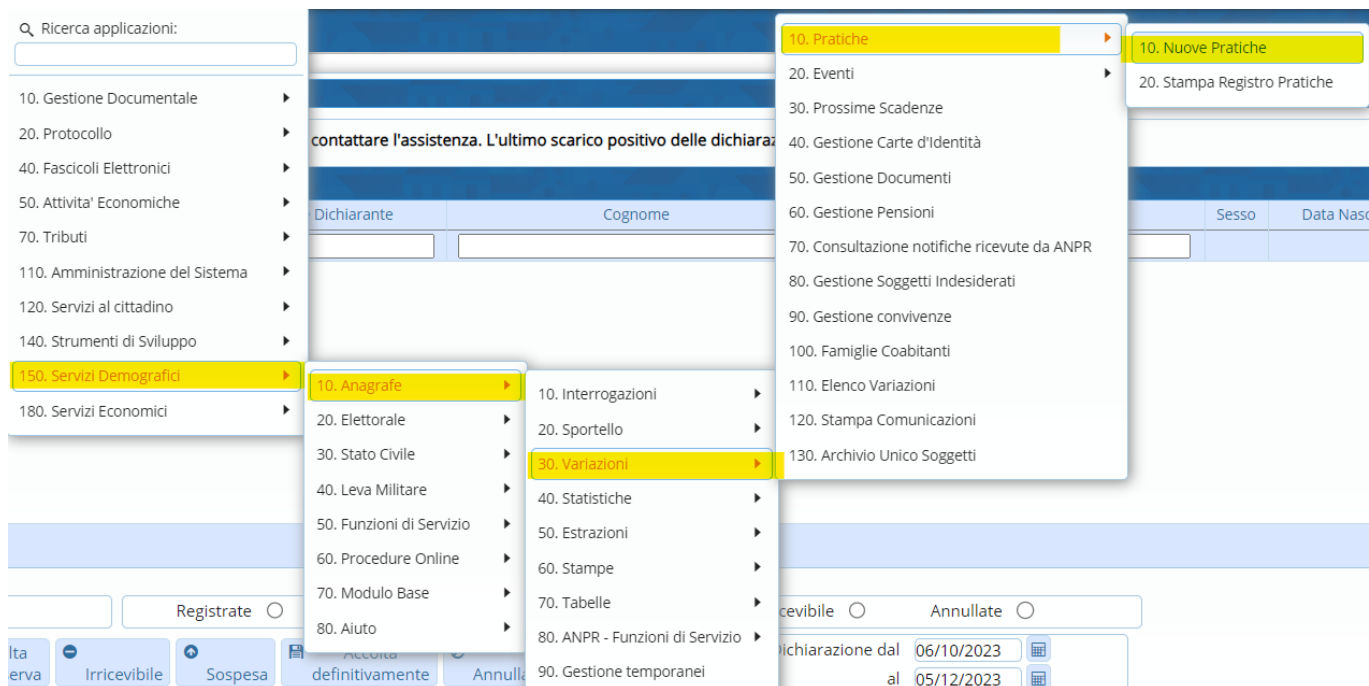 Ricerca applicazioni:
10. Gestione Documentale
20. Protocollo
40. Fascicoli Elettronici
50. Attivita' Economiche
70. Tributi
110. Amministrazione del Sistema
120. Servizi al cittadino
140. Strumenti di Sviluppo
150. Servizi Demografici
180. Servizi Economici
10. Anagrafe
20. Elettorale
30. Stato Civile
40. Leva Militare
50. Funzioni di Servizio
60. Procedure Online
70. Modulo Base
80. Aiuto
10. Interrogazioni
20. Sportello
30. Variazioni
40. Statistiche
50. Estrazioni
60. Stampe
70. Tabelle
80. ANPR - Funzioni di Servizio
90. Gestione temporanei
10. Pratiche
20. Eventi
30. Prossime Scadenze
40. Gestione Carte d'Identità
50. Gestione Documenti
60. Gestione Pensioni
70. Consultazione notifiche ricevute da ANPR
80. Gestione Soggetti Indesiderati
90. Gestione convivenze
100. Famiglie Coabitanti
110. Elenco Variazioni
120. Stampa Comunicazioni
130. Archivio Unico Soggetti
10. Nuove Pratiche
20. Stampa Registro Pratiche
contattare l'assistenza. L'ultimo scarico positivo delle dichiaraz
Dichiarante Cognome Sesso Data Nasc
Registrate cevibile Annullate
lta
erva Irricevibile Sospesa definitivamente Annulla
ichiarazione dal 06/10/2023
al 05/12/2023